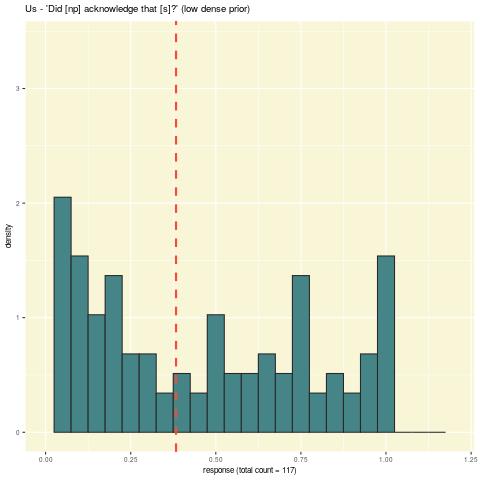 Us - 'Did [np] acknowledge that [s]?' (low dense prior)
3
2
1
0
density
0.00 0.25 0.50 0.75 1.00 1.25
response (total count = 117)